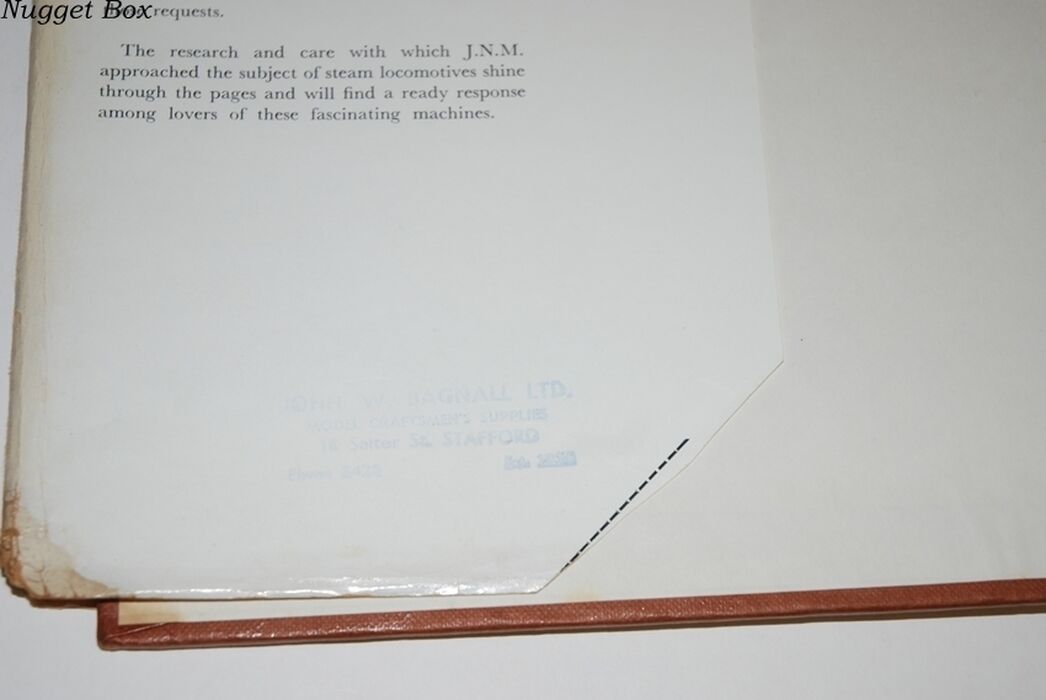 Nugget Box
requests.
The research and care with which J.N.M.
approached the subject of steam locomotives shine
through the pages and will find a ready response
among lovers of these fascinating machines.
JOHN W. BAGNALL LTD.
MODEL CRAFTSMEN'S SUPPLIES
18 Salter St. STAFFORD
Phone 2420